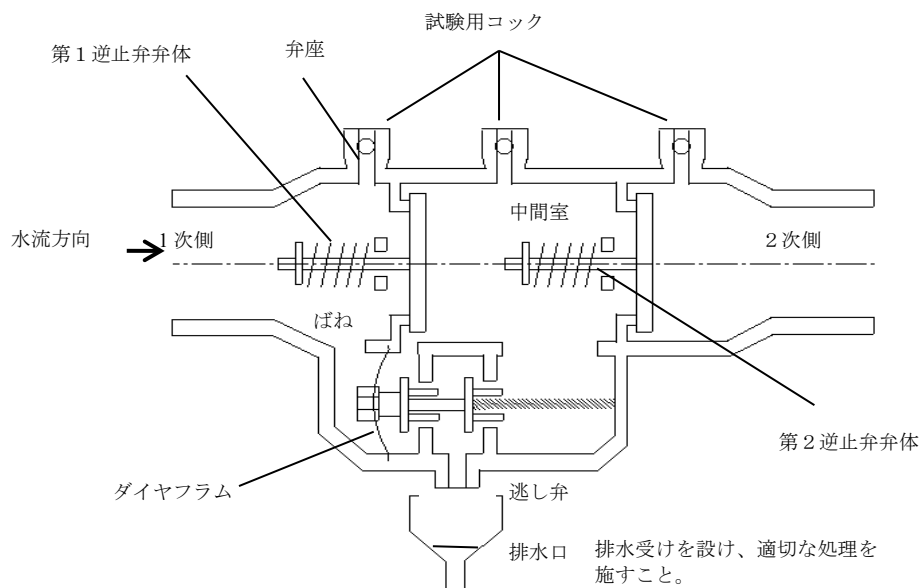 試験用コック
第1逆止弁弁体
弁座
中間室
水流方向
1次側
2次側
ばね
第2逆止弁弁体
ダイヤフラム
逃し弁
排水口
排水受けを設け、適切な処理を
施すこと。